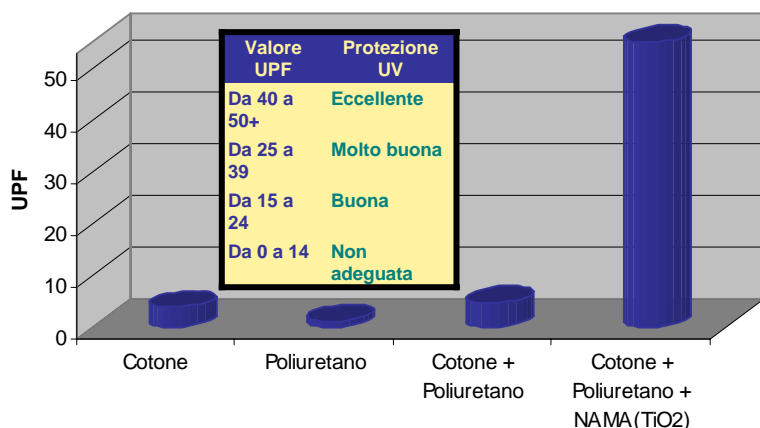 UPF
50
40
30
20
10
0
Valore Protezione
UPF UV
Da 40 a Eccellente
50+
Da 25 a Molto buona
39
Da 15 a Buona
24
Da 0 a 14 Non
adeguata
Cotone Poliuretano Cotone + Cotone +
Poliuretano Poliuretano +
NAMA(TiO2)